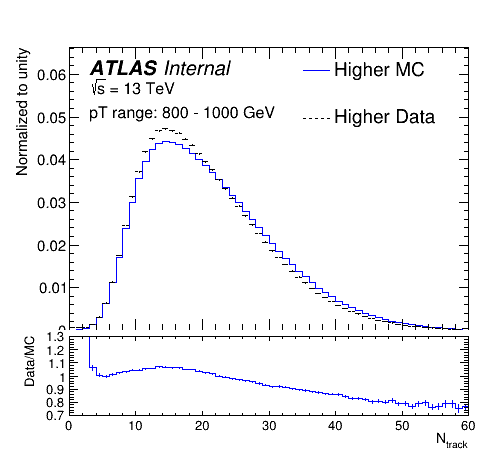 ATLAS Internal
√s = 13 TeV
pT range: 800 - 1000 GeV
Higher MC
Higher Data
Normalized to unity
0.06
0.05
0.04
0.03
0.02
0.01
0
Data/MC
1.3
1.2
1.1
1
0.9
0.8
0.7
0 10 20 30 40 50 60
N_track